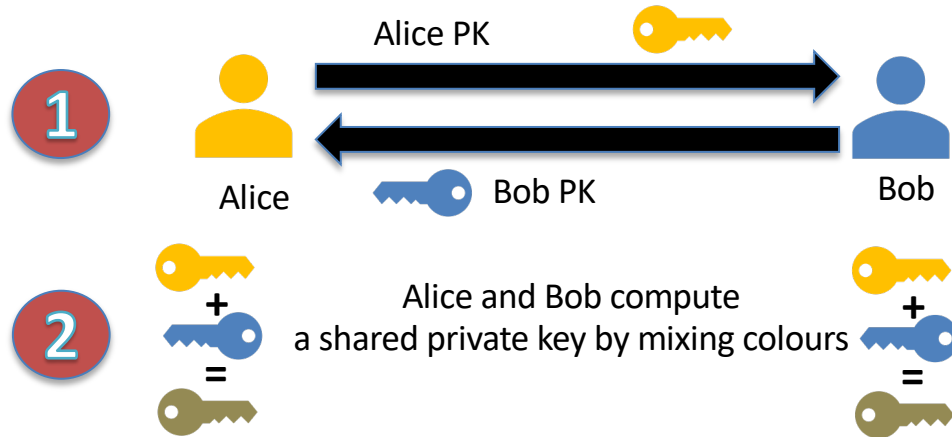 Alice PK
1
Alice
Bob PK
Bob
2
+
=
Alice and Bob compute
a shared private key by mixing colours
+
=